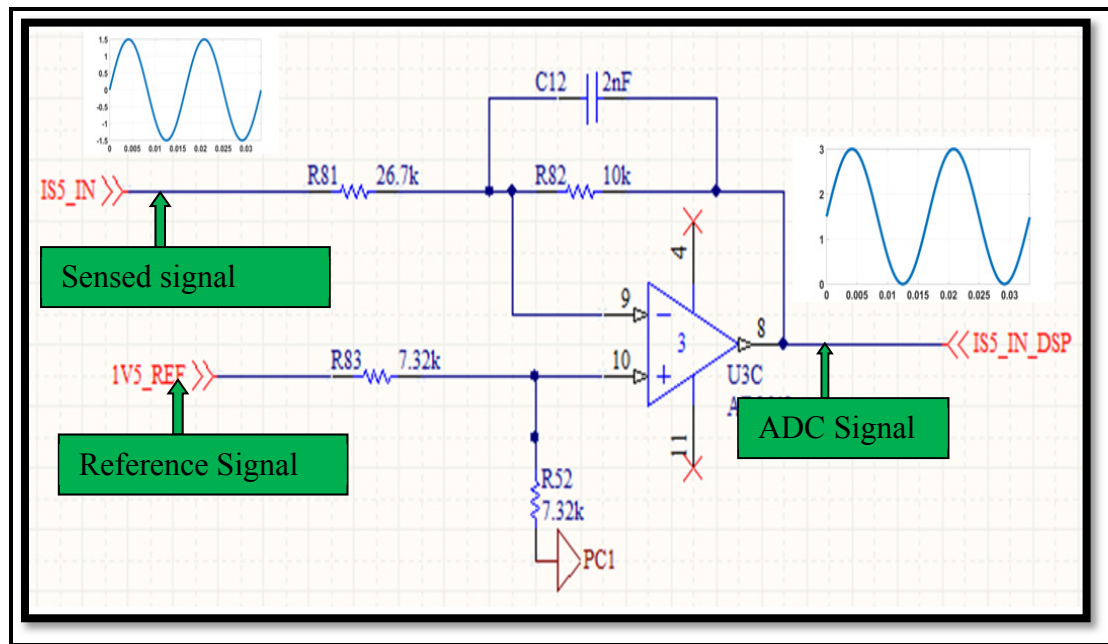 1.5
1
0.5
0
-0.5
-1
-1.5
0 0.005 0.01 0.015 0.02 0.025 0.03
C12 2nF
R81 26.7k
R82 10k
IS5_IN
Sensed signal
3
2
1
0
0 0.005 0.01 0.015 0.02 0.025 0.03
4
9
3
8
IS5_IN_DSP
R83 7.32k
1V5_REF
10
U3C
ADC Signal
11
Reference Signal
R52
7.32k
PC1